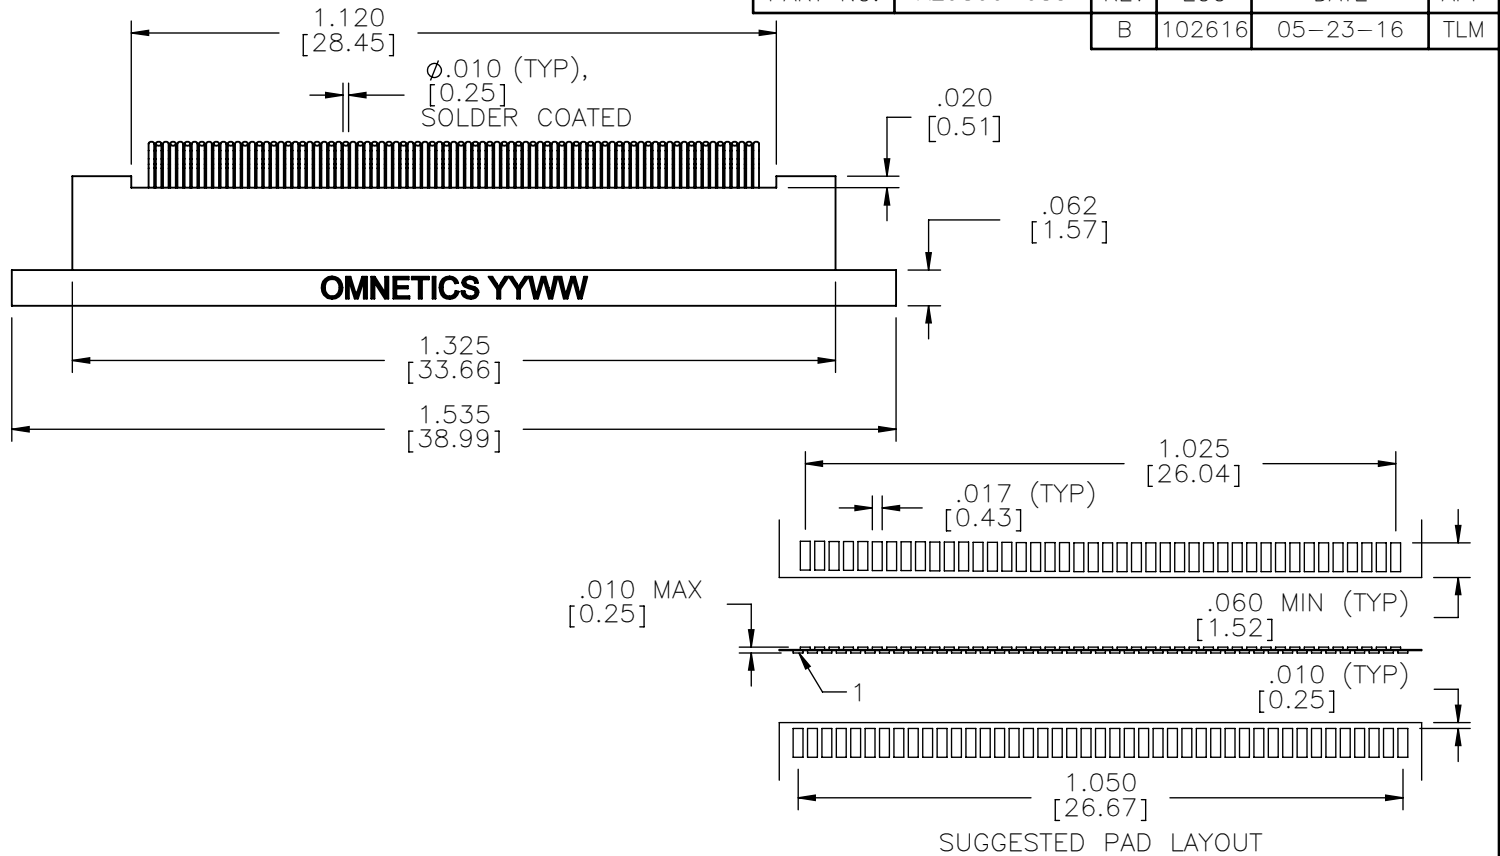 1.120
[28.45]
⌀.010 (TYP),
[0.25]
SOLDER COATED
B 102616 05-23-16 TLM
.020
[0.51]
.062
[1.57]
OMNETICS YYWW
1.325
[33.66]
1.535
[38.99]
1.025
[26.04]
.017 (TYP)
[0.43]
.010 MAX
[0.25]
.060 MIN (TYP)
[1.52]
1
.010 (TYP)
[0.25]
1.050
[26.67]
SUGGESTED PAD LAYOUT